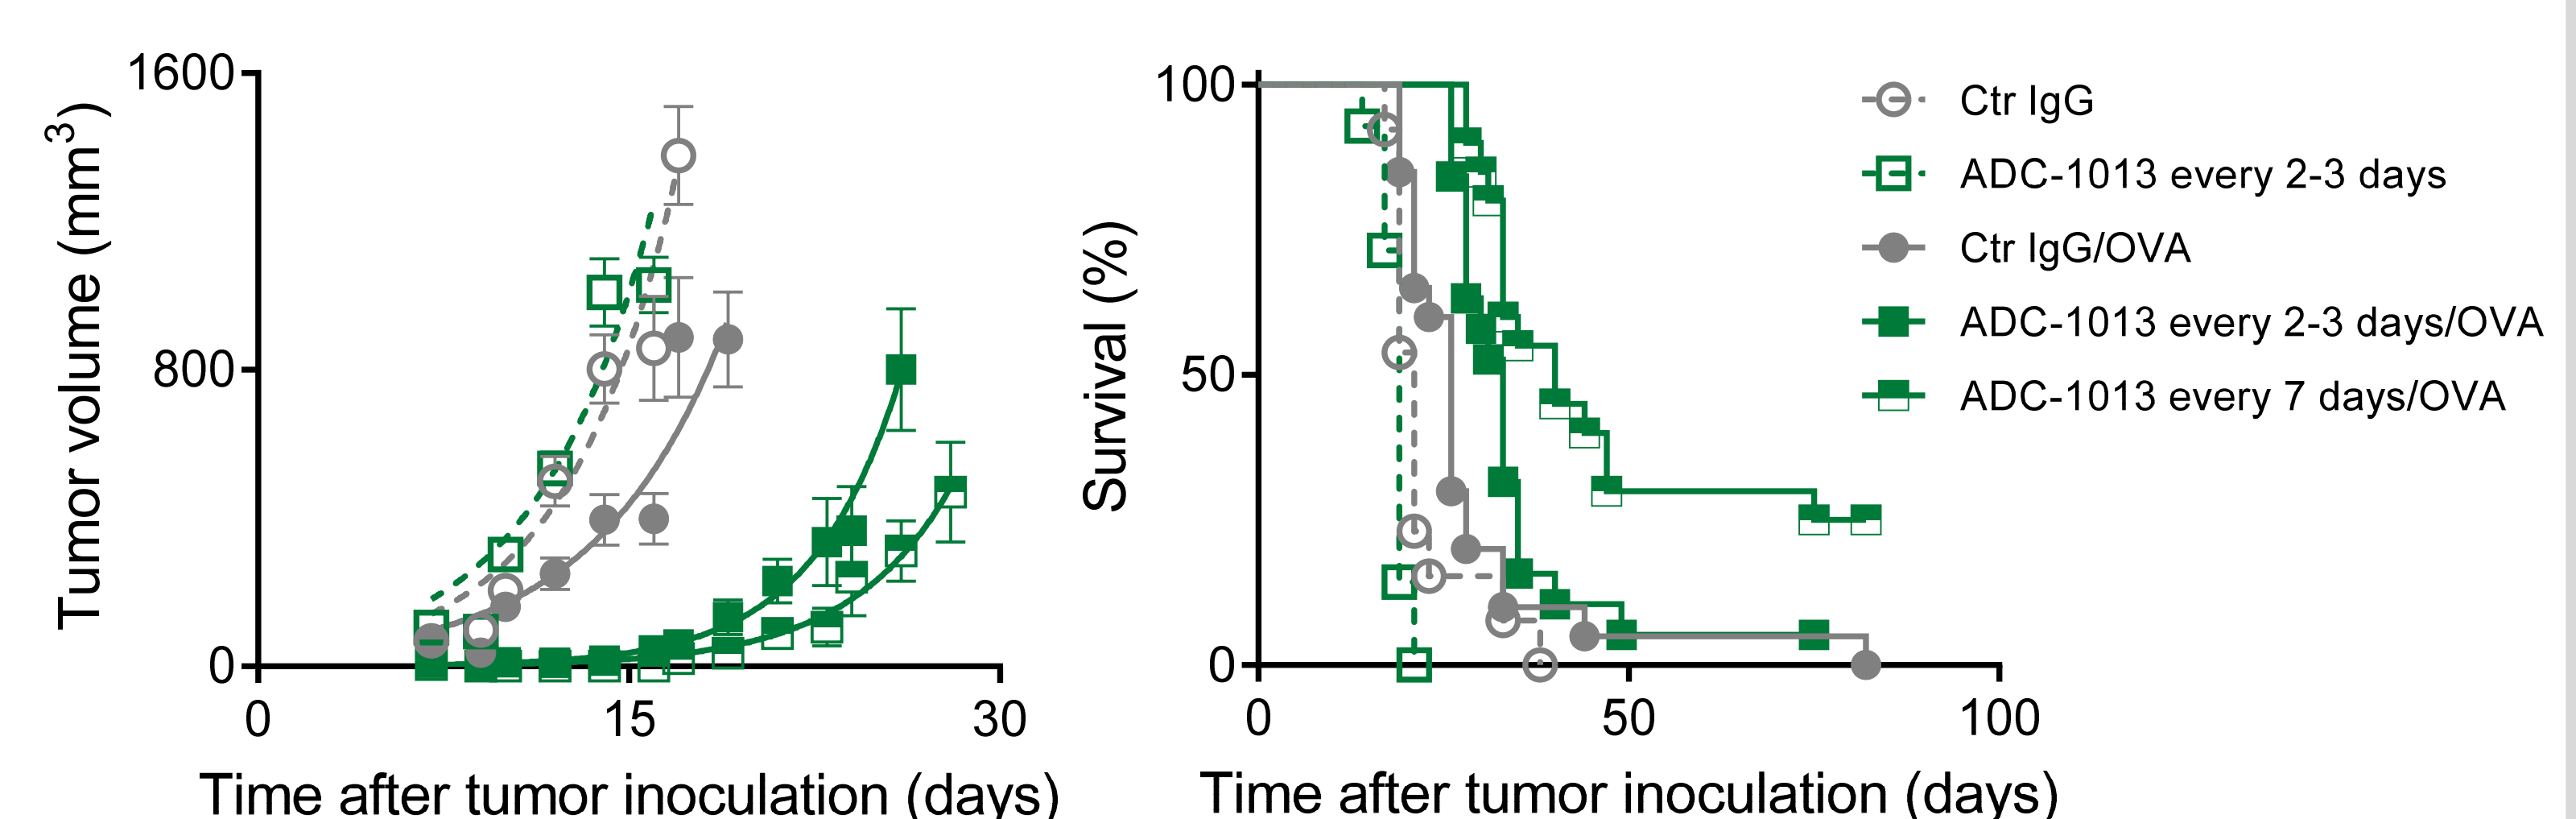 Tumor volume (mm3)
1600
800
0
0 15 30
Time after tumor inoculation (days)
Survival (%)
100
50
0
0 50 100
Time after tumor inoculation (days)
Ctr IgG
ADC-1013 every 2-3 days
Ctr IgG/OVA
ADC-1013 every 2-3 days/OVA
ADC-1013 every 7 days/OVA